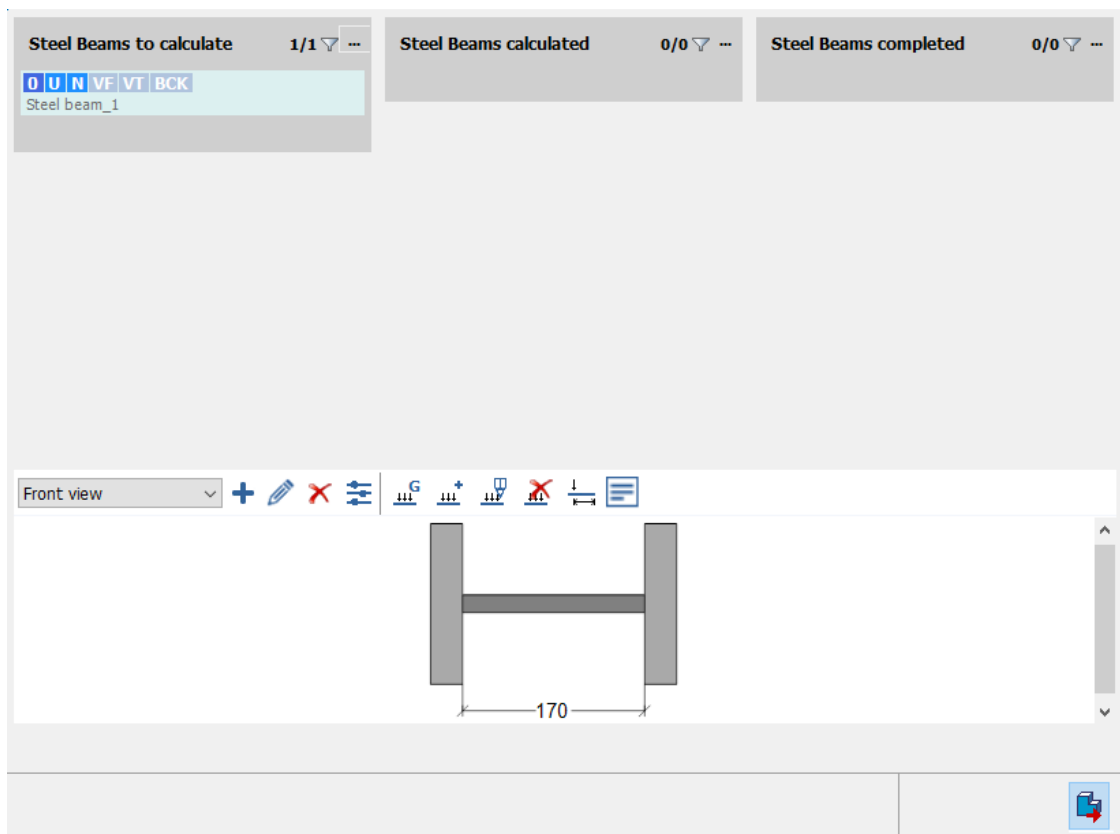 Steel Beams to calculate 1/1 ...
Steel Beams calculated 0/0 ...
Steel Beams completed 0/0 ...
0 U N VF VT BCK
Steel beam_1
Front view
G
170